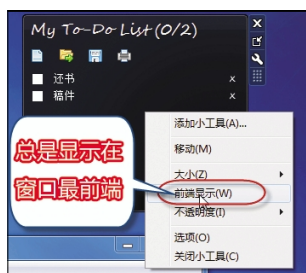 My To-Do List (0/2)
还书 x
稿件 x
添加小工具(A)...
移动(M)
大小(Z)
前端显示(W)
不透明度(I)
选项(O)
关闭小工具(C)
总是显示在
窗口最前端